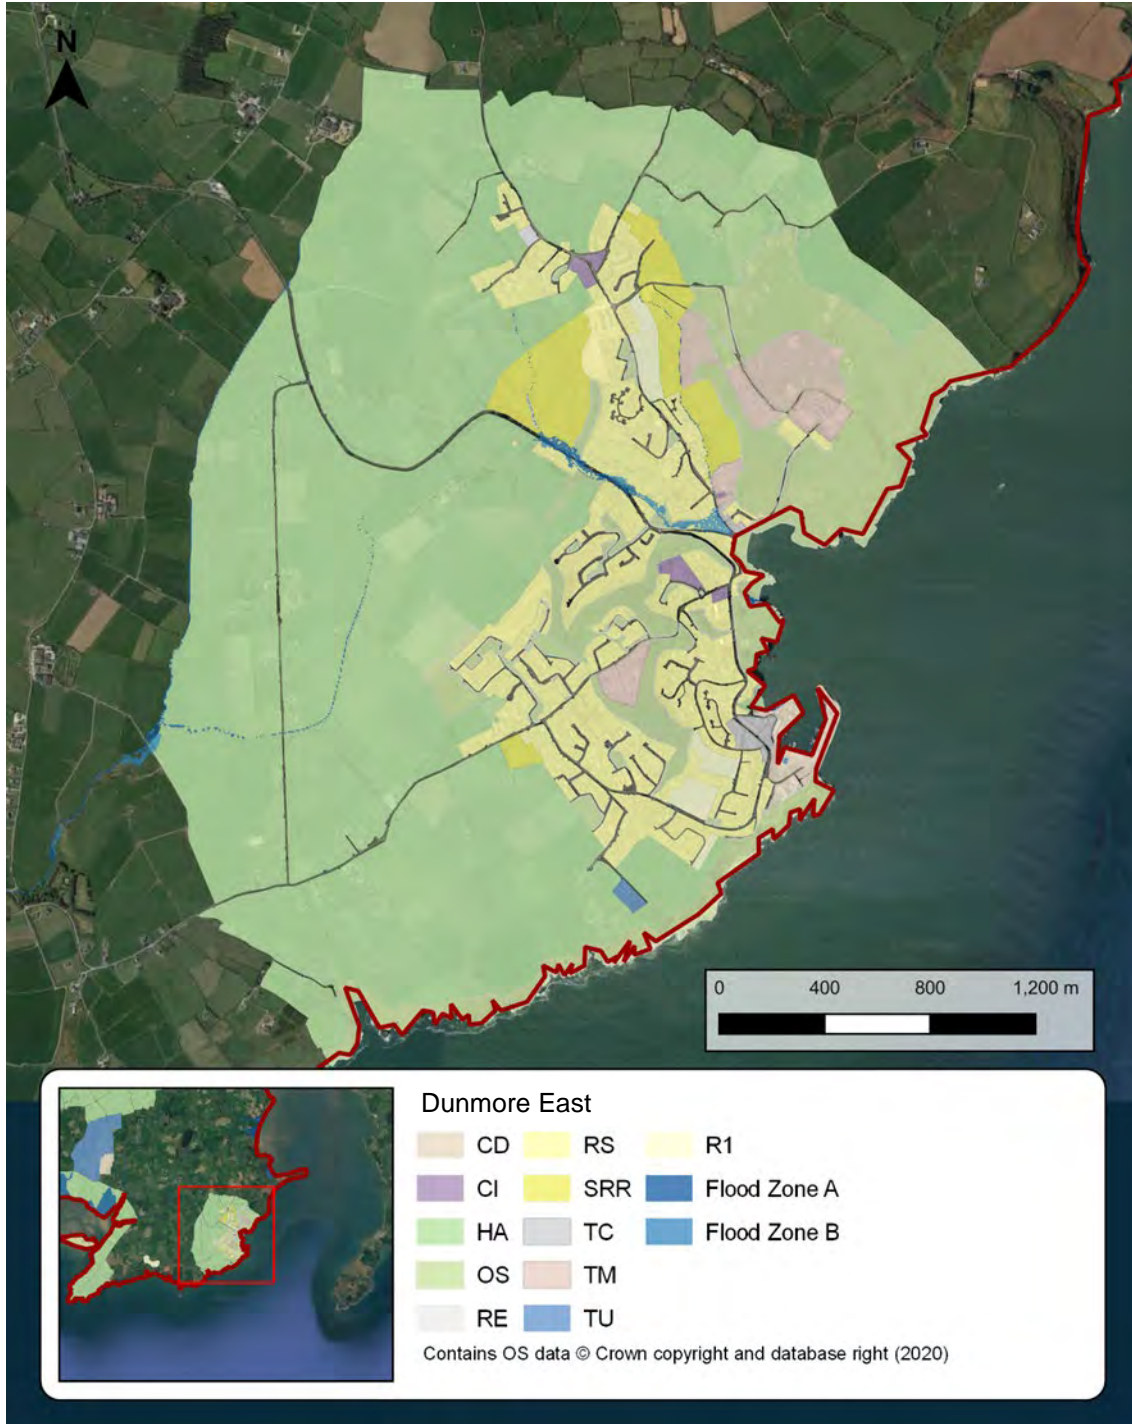 N
0 400 800 1,200 m
Dunmore East
CD RS R1
CI SRR Flood Zone A
HA TC Flood Zone B
OS TM
RE TU
Contains OS data © Crown copyright and database right (2020)